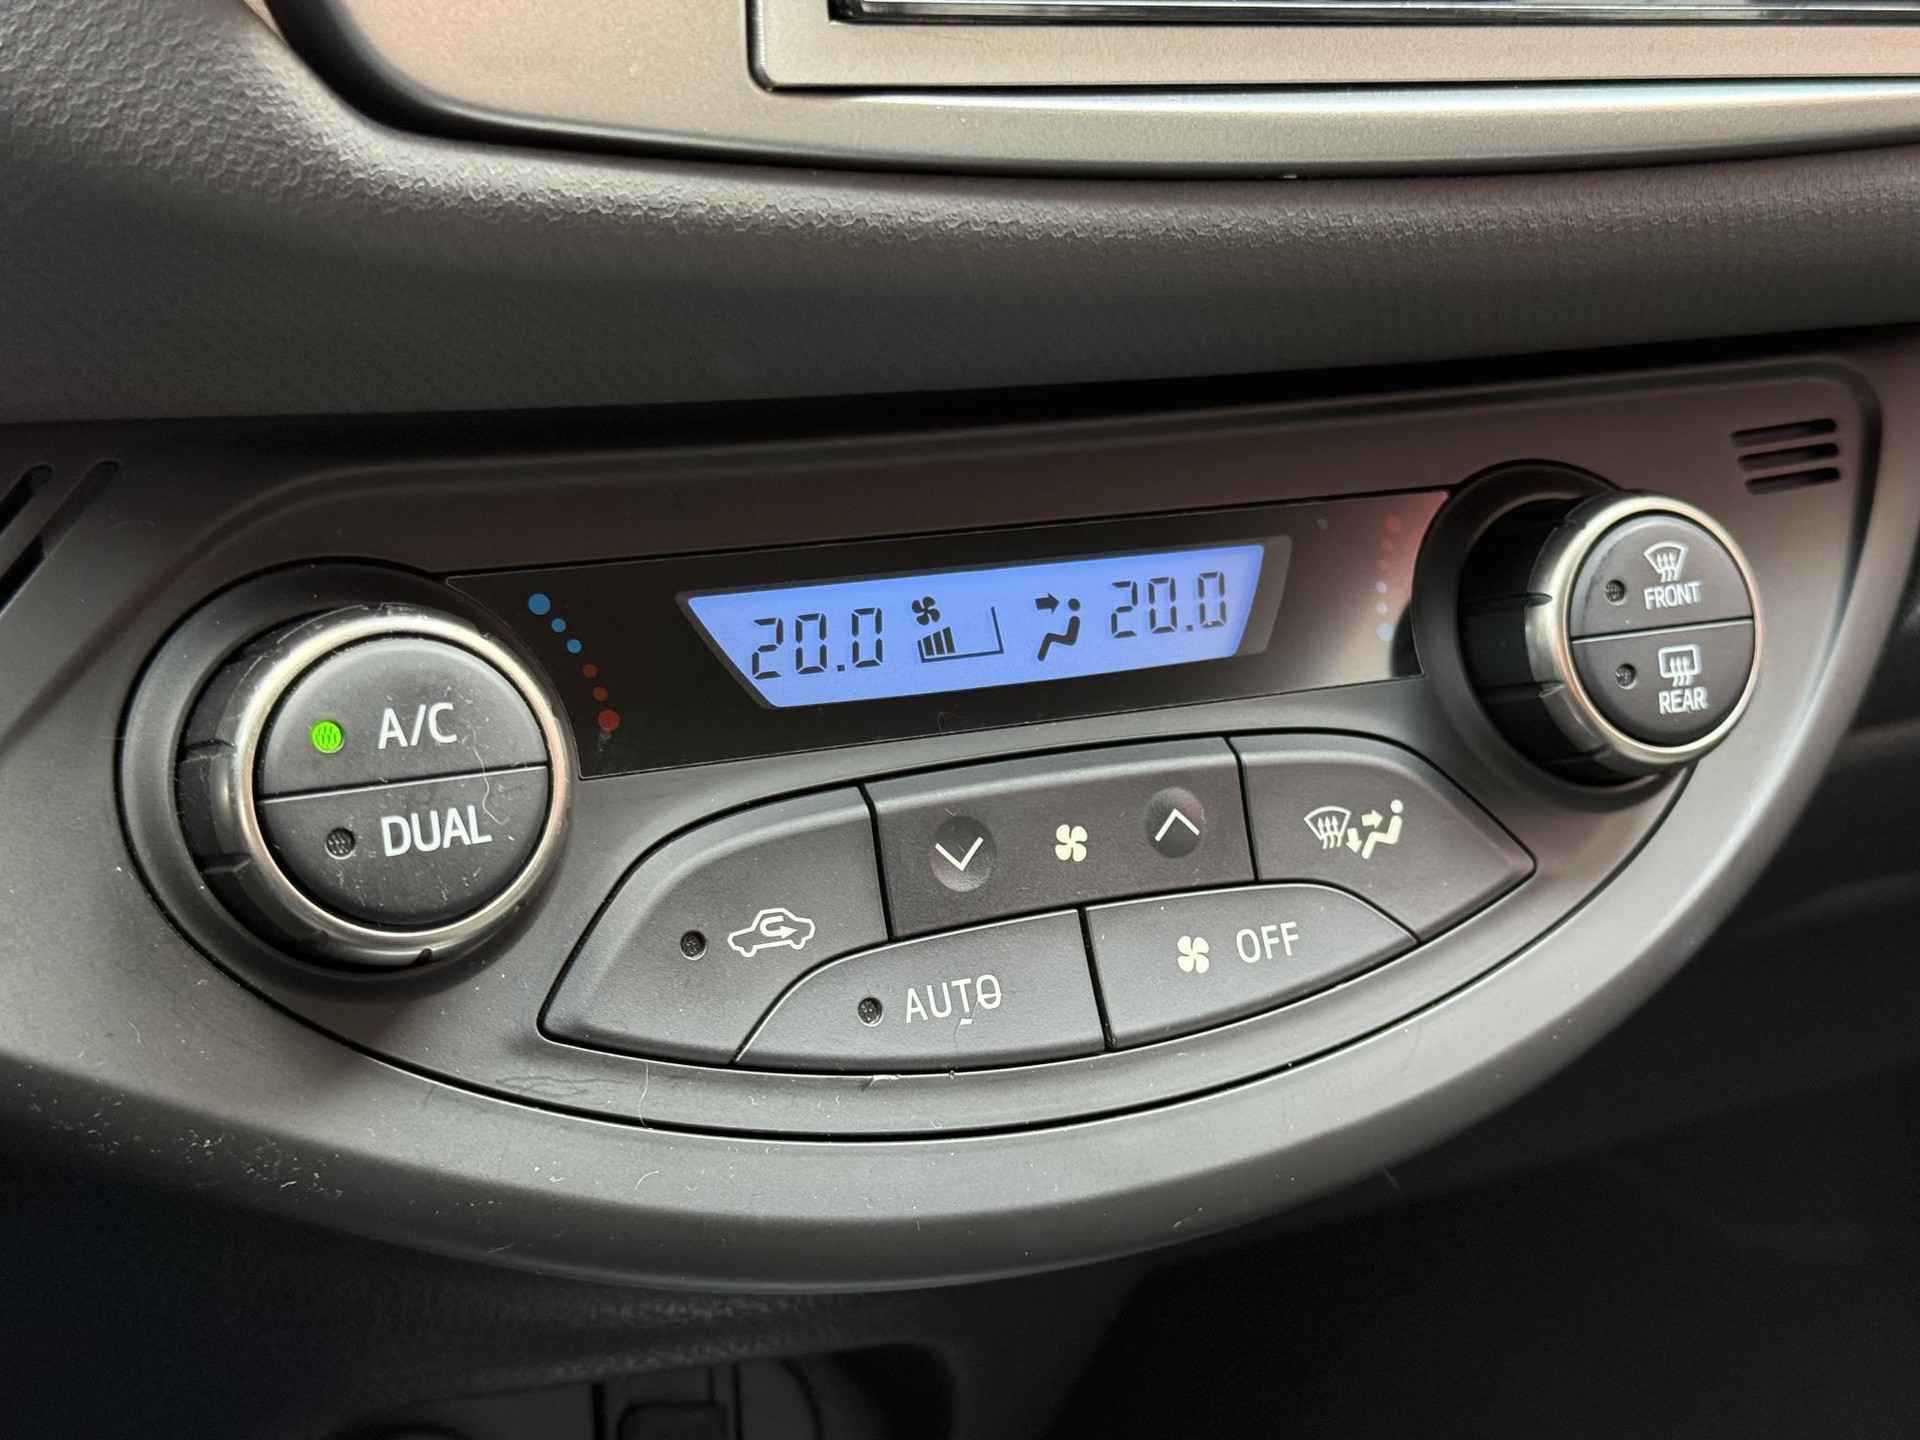 20.0 20.0
A/C
DUAL
AUTO
OFF
FRONT
REAR